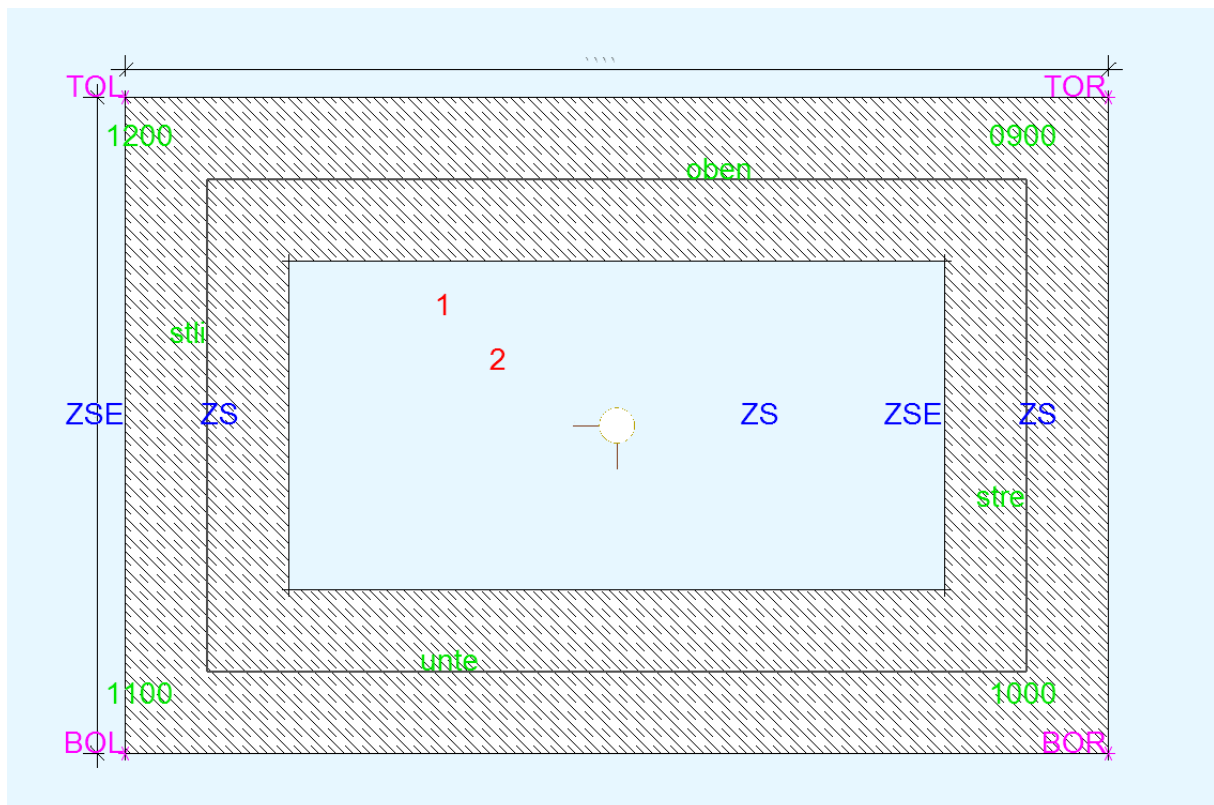 TOL TOR
1200 0900
oben
1
stli
2
ZSE ZS ZS ZSE ZS
stre
unte
1100 1000
BOL BOR